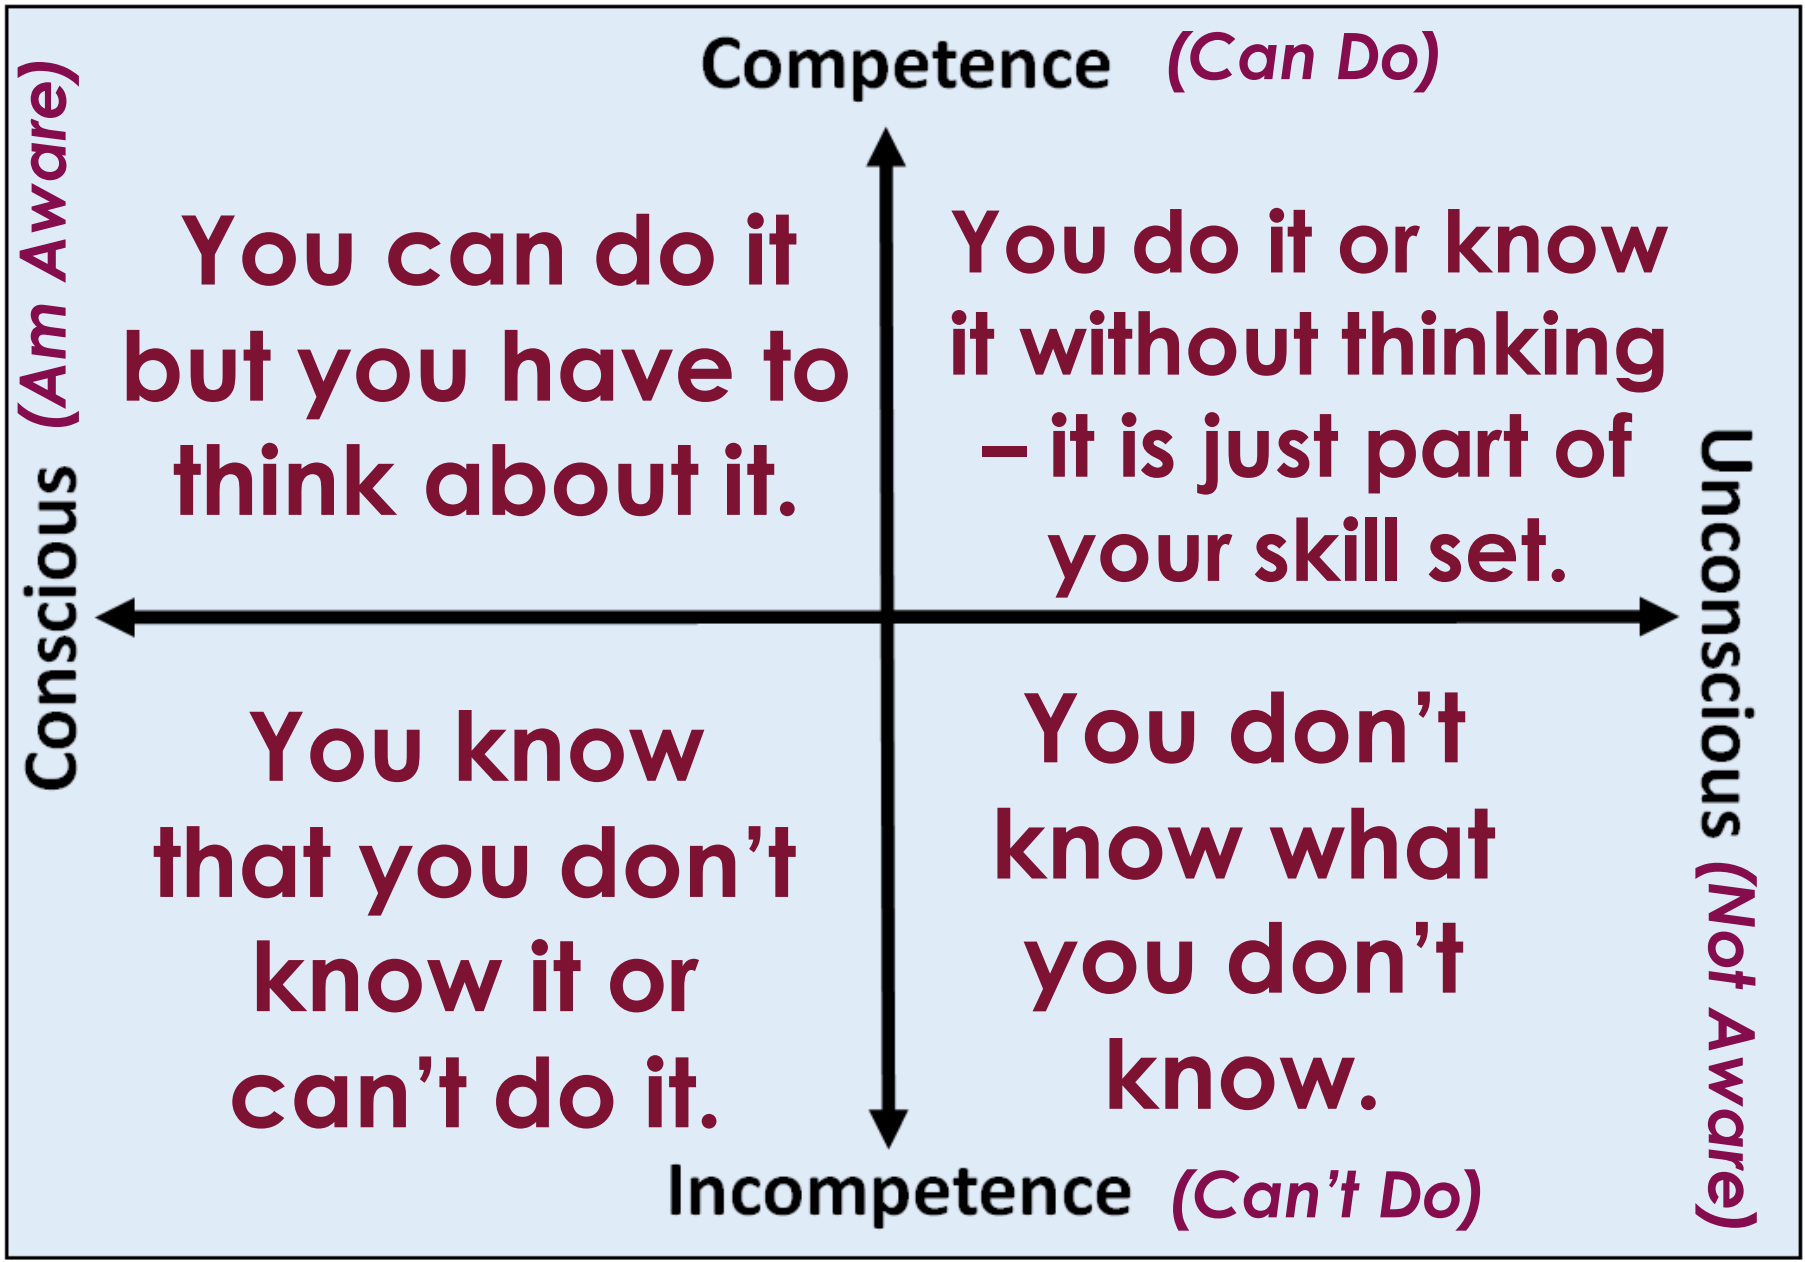 Competence (Can Do)
(Am Aware)
Conscious
You can do it
but you have to
think about it.
You do it or know
it without thinking
– it is just part of
your skill set.
Unconscious
(Not Aware)
You know
that you don’t
know it or
can’t do it.
You don’t
know what
you don’t
know.
Incompetence (Can’t Do)